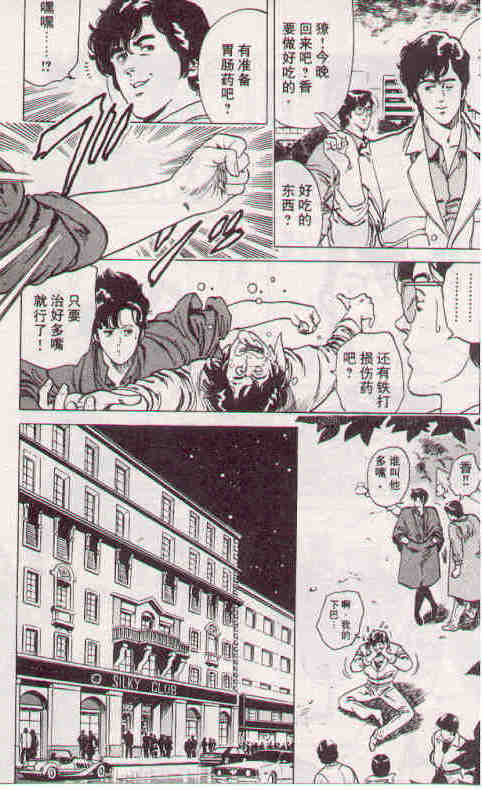 獠！今晚
回来吧？香
要做好吃的。
好吃的
东西？
有准备
胃肠药吧？
嘿嘿……!?
…………
还有铁打
损伤药
吧？
只要
治好多嘴
就行了！
香!!
谁叫他
多嘴。
啊，我的
下巴…
SILKY CLUB